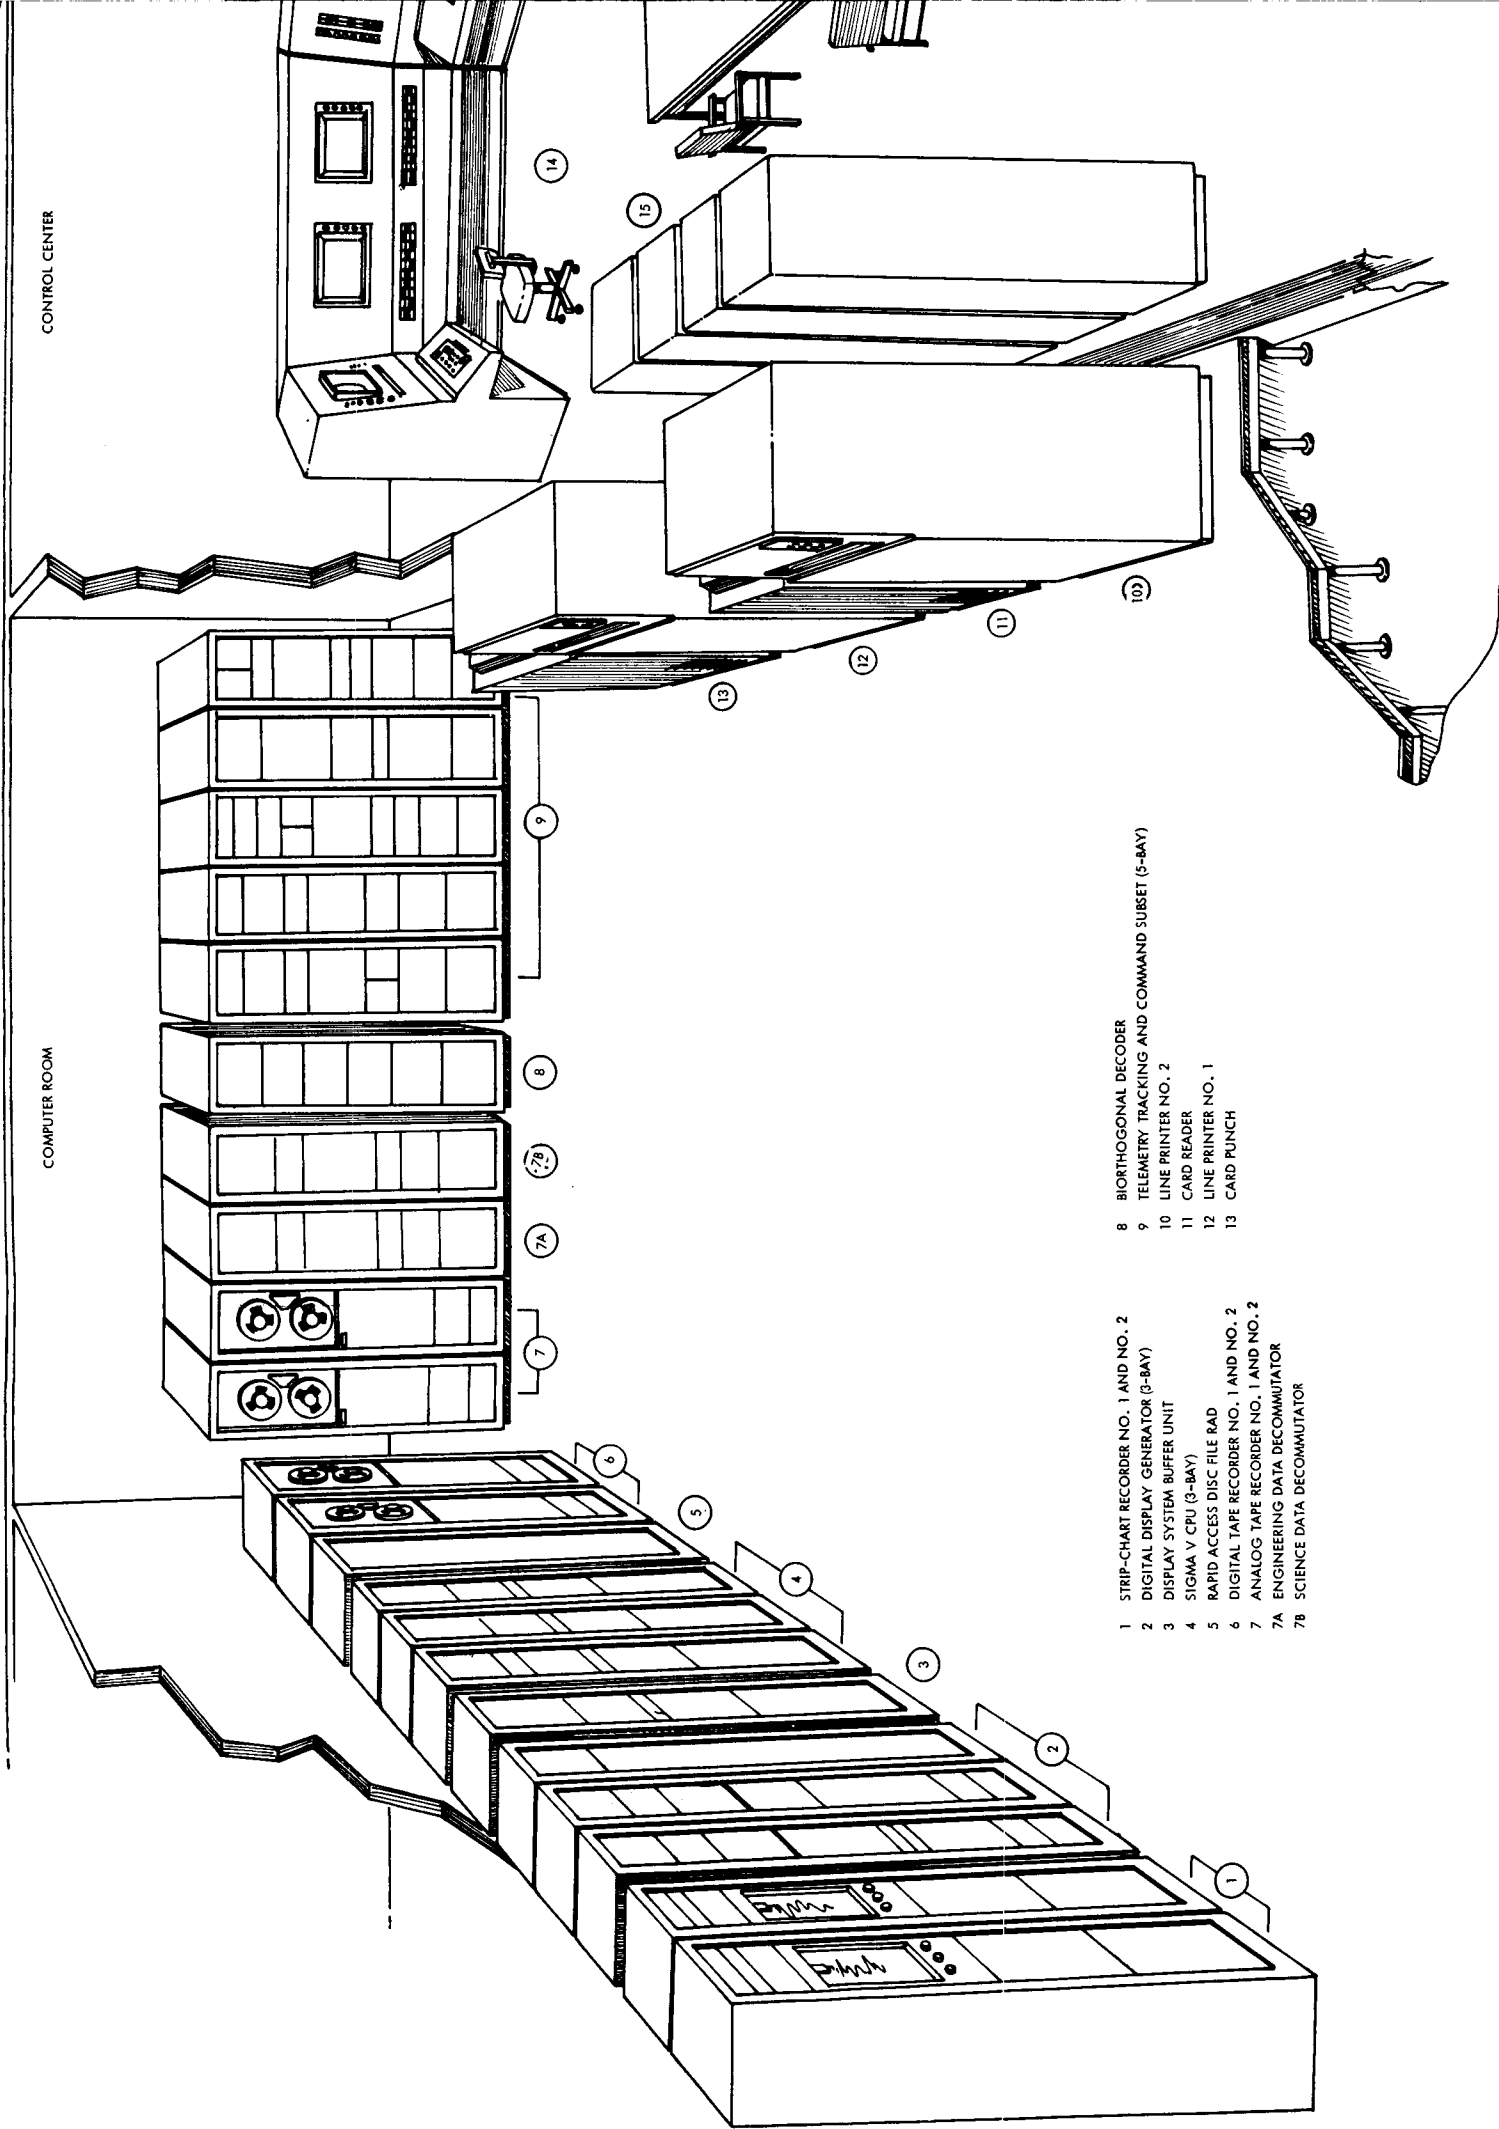 COMPUTER ROOM
CONTROL CENTER
1
2
3
4
5
6
7
7A
7B
8
9
10
11
12
13
14
15
1 STRIP-CHART RECORDER NO. 1 AND NO. 2
2 DIGITAL DISPLAY GENERATOR (3-BAY)
3 DISPLAY SYSTEM BUFFER UNIT
4 SIGMA V CPU (3-BAY)
5 RAPID ACCESS DISC FILE RAD
6 DIGITAL TAPE RECORDER NO. 1 AND NO. 2
7 ANALOG TAPE RECORDER NO. 1 AND NO. 2
7A ENGINEERING DATA DECOMMUTATOR
7B SCIENCE DATA DECOMMUTATOR
8 BIORTHOGONAL DECODER
9 TELEMETRY TRACKING AND COMMAND SUBSET (5-BAY)
10 LINE PRINTER NO. 2
11 CARD READER
12 LINE PRINTER NO. 1
13 CARD PUNCH